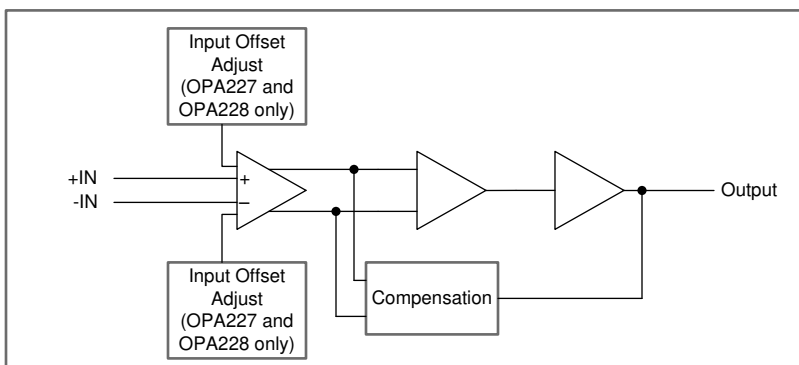 Input Offset
Adjust
(OPA227 and
OPA228 only)
+IN
-IN
+
−
Output
Compensation
Input Offset
Adjust
(OPA227 and
OPA228 only)